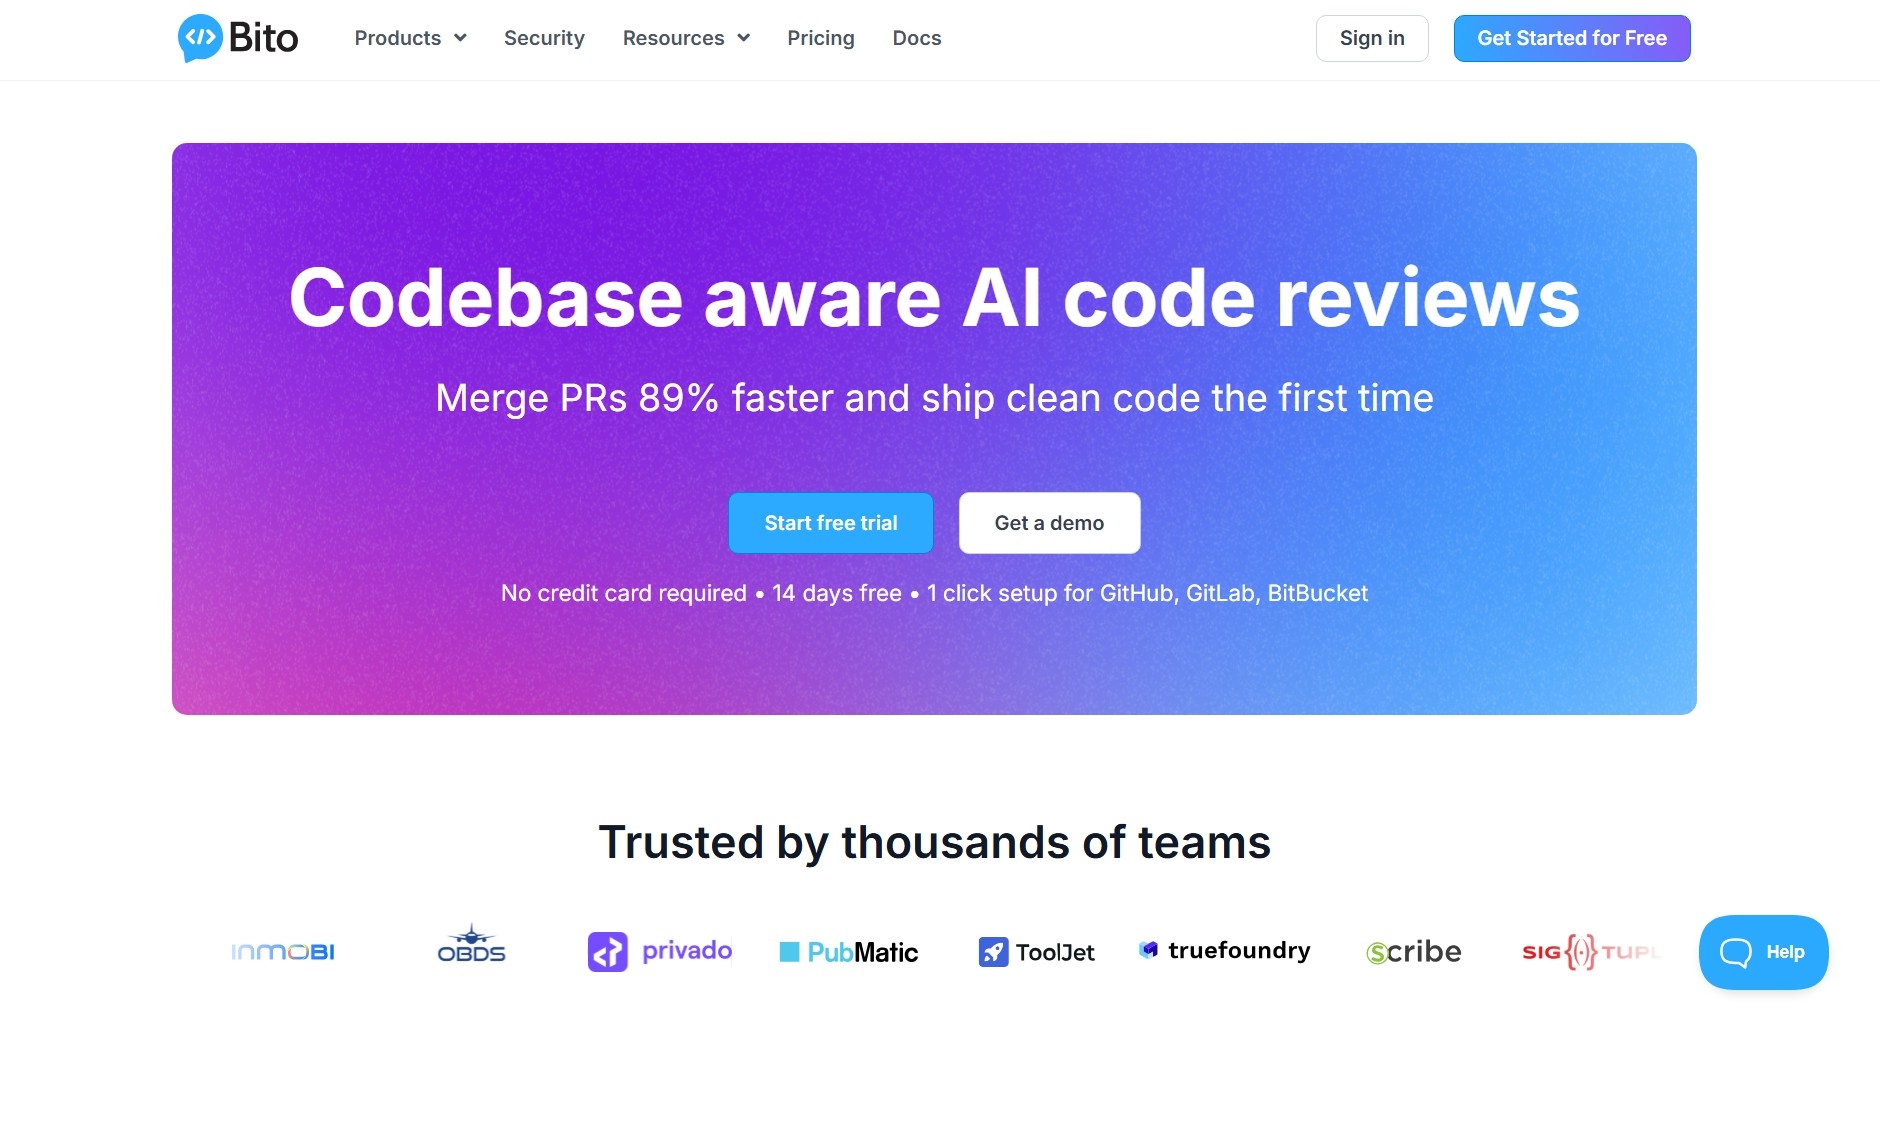 Bito
Products
Security
Resources
Pricing
Docs
Sign in
Get Started for Free
Codebase aware AI code reviews
Merge PRs 89% faster and ship clean code the first time
Start free trial
Get a demo
No credit card required • 14 days free • 1 click setup for GitHub, GitLab, BitBucket
Trusted by thousands of teams
INMOBI
OBDS
privado
PubMatic
ToolJet
truefoundry
scribe
SIG{()}TUPL
Help